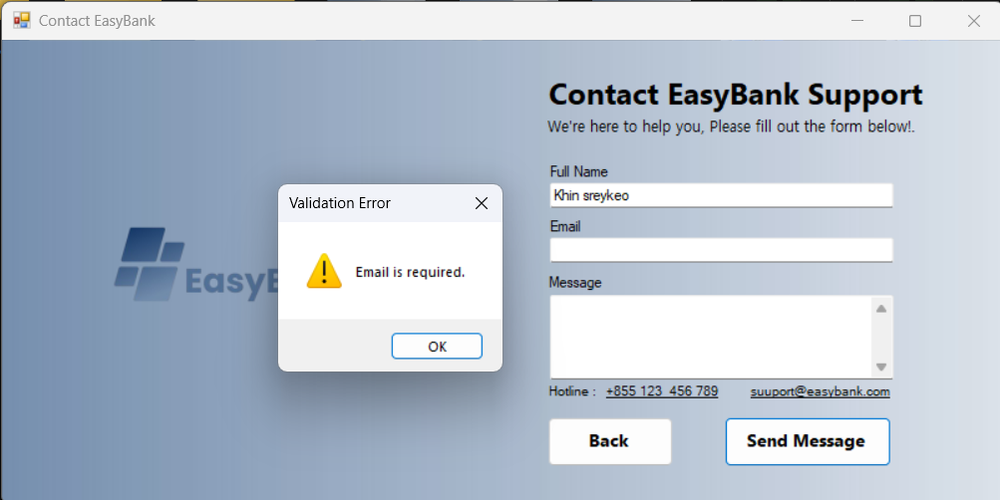 Contact EasyBank
Contact EasyBank Support
We're here to help you, Please fill out the form below!.
Full Name
Khin sreykeo
Email
Message
Hotline : +855 123 456 789 suuport@easybank.com
Back Send Message
Validation Error
Email is required.
OK